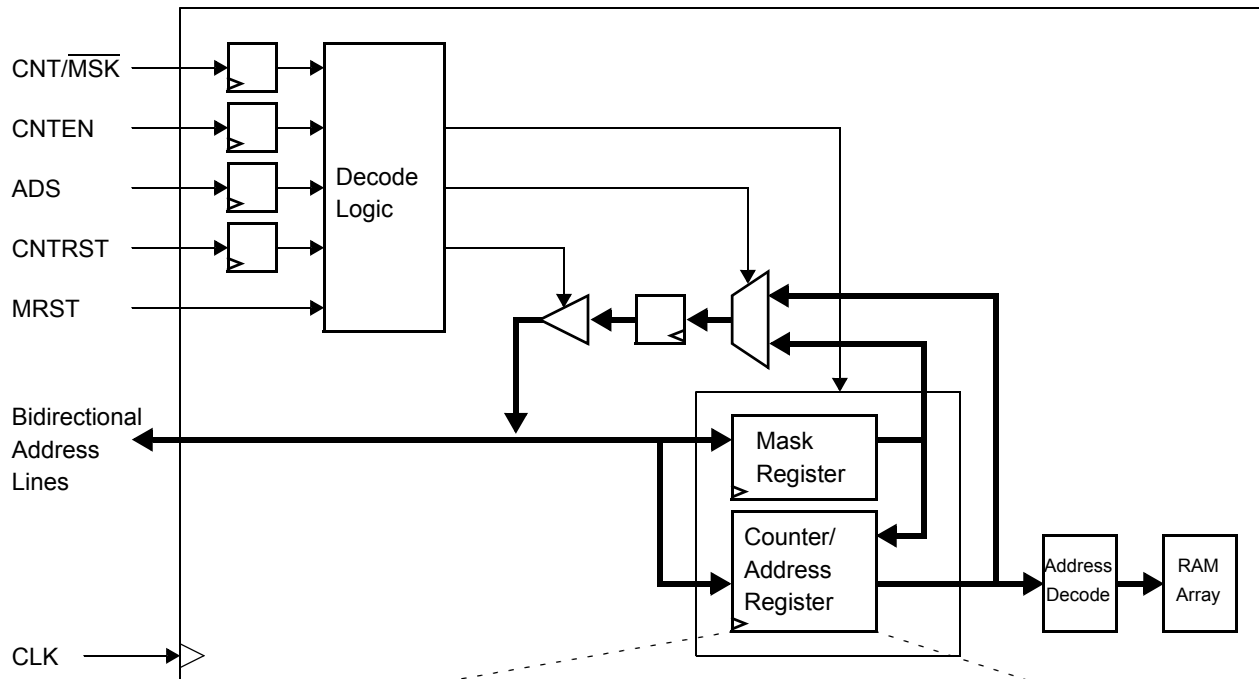 CNT/M̅S̅K̅
CNTEN
ADS
CNTRST
MRST
Decode
Logic
Bidirectional
Address
Lines
Mask
Register
Counter/
Address
Register
Address
Decode
RAM
Array
CLK